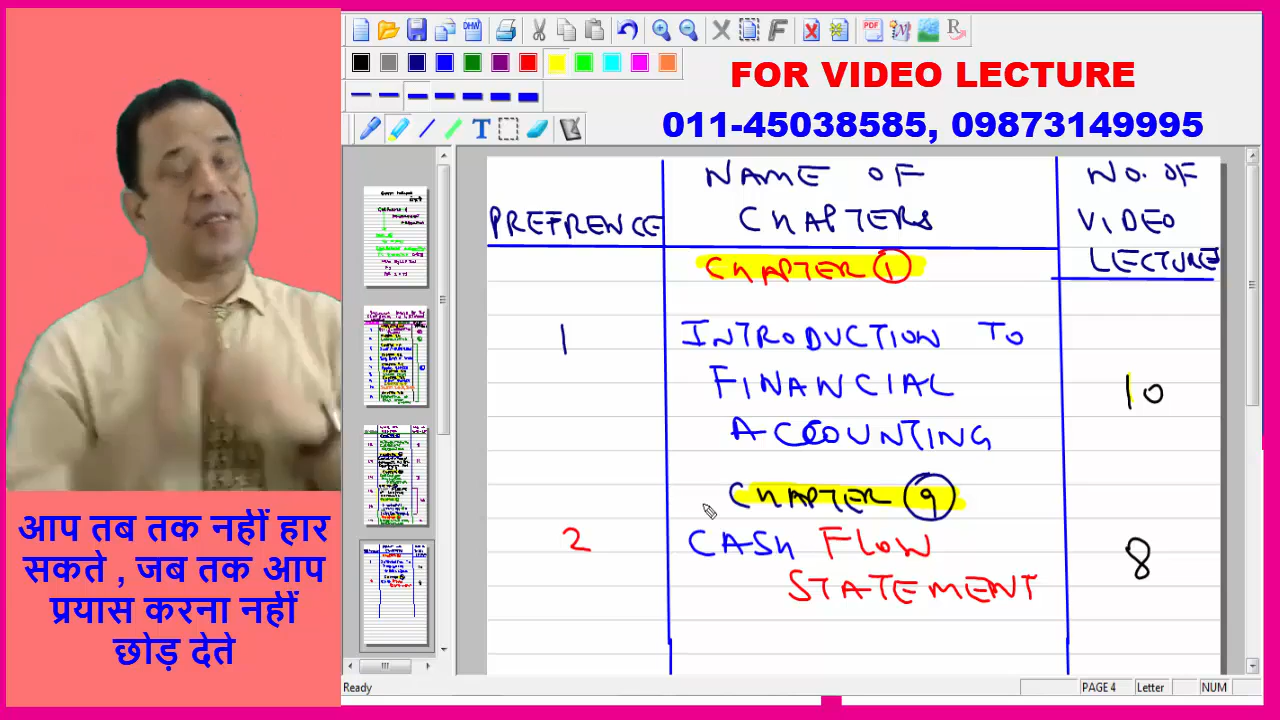 FOR VIDEO LECTURE
011-45038585, 09873149995
PREFRENCE
NAME OF
CHAPTERS
NO. OF
VIDEO
LECTURE
CHAPTER 1
1
INTRODUCTION TO
FINANCIAL
ACCOUNTING
10
CHAPTER 9
2
CASH FLOW
STATEMENT
8
आप तब तक नहीं हार
सकते , जब तक आप
प्रयास करना नहीं
छोड़ देते
Ready
PAGE 4
Letter
NUM